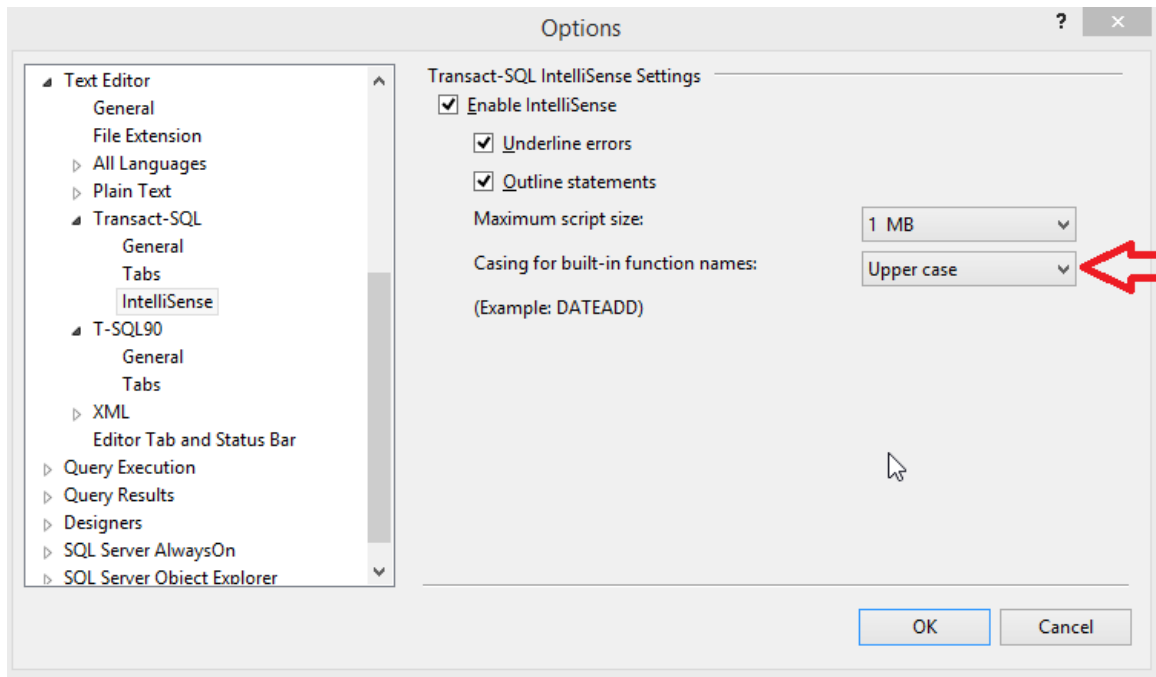 Options
?
Text Editor
General
File Extension
All Languages
Plain Text
Transact-SQL
General
Tabs
IntelliSense
T-SQL90
General
Tabs
XML
Editor Tab and Status Bar
Query Execution
Query Results
Designers
SQL Server AlwaysOn
SQL Server Object Explorer
Transact-SQL IntelliSense Settings
Enable IntelliSense
Underline errors
Outline statements
Maximum script size: 1 MB
Casing for built-in function names: Upper case
(Example: DATEADD)
OK Cancel